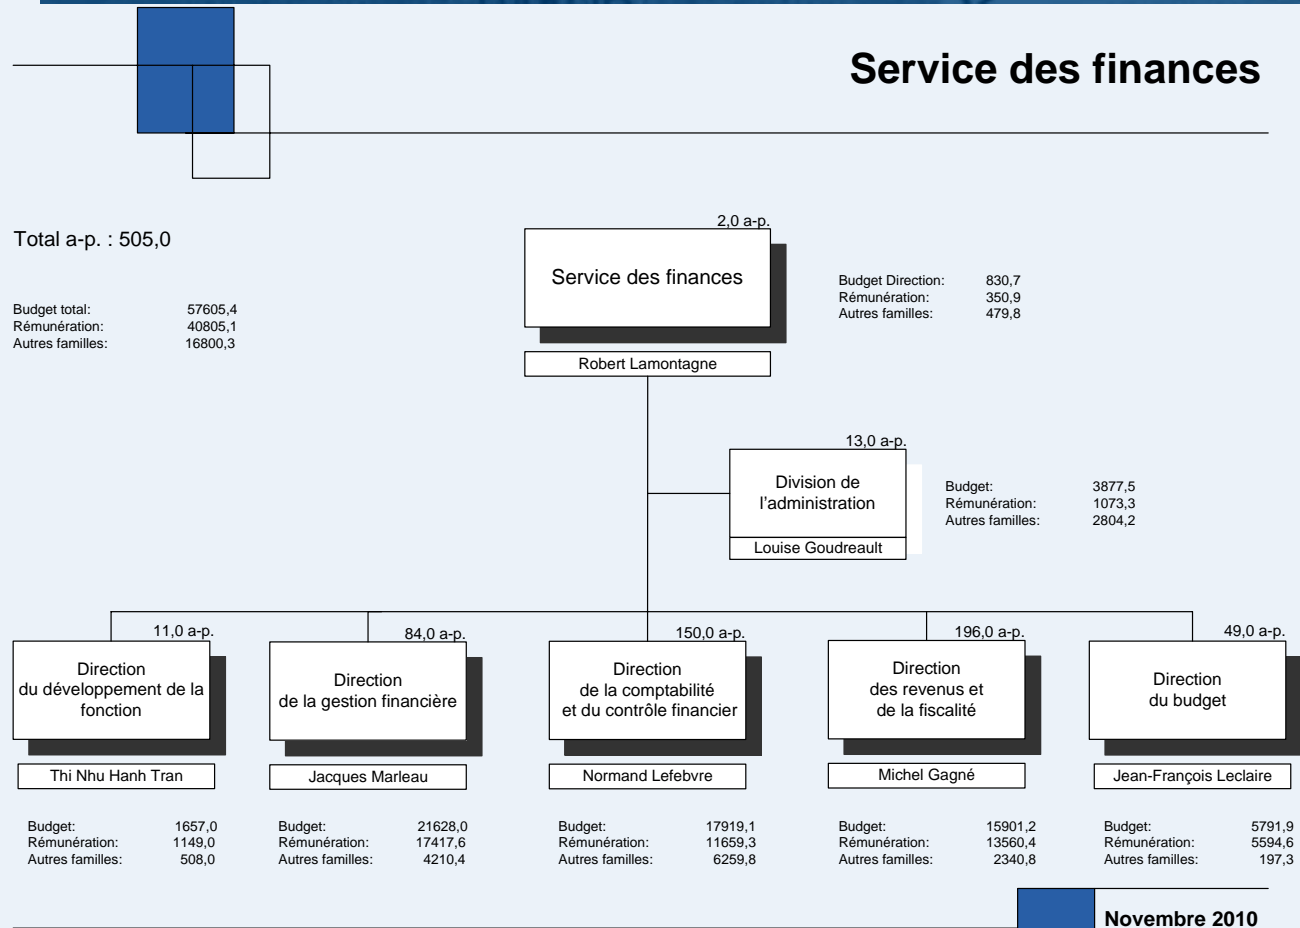 Service des finances
Total a-p. : 505,0
Budget total: 57605,4
Rémunération: 40805,1
Autres familles: 16800,3
2,0 a-p.
Service des finances
Robert Lamontagne
Budget Direction: 830,7
Rémunération: 350,9
Autres familles: 479,8
13,0 a-p.
Division de
l'administration
Louise Goudreault
Budget: 3877,5
Rémunération: 1073,3
Autres familles: 2804,2
11,0 a-p.
Direction
du développement de la
fonction
Thi Nhu Hanh Tran
Budget: 1657,0
Rémunération: 1149,0
Autres familles: 508,0
84,0 a-p.
Direction
de la gestion financière
Jacques Marleau
Budget: 21628,0
Rémunération: 17417,6
Autres familles: 4210,4
150,0 a-p.
Direction
de la comptabilité
et du contrôle financier
Normand Lefebvre
Budget: 17919,1
Rémunération: 11659,3
Autres familles: 6259,8
196,0 a-p.
Direction
des revenus et
de la fiscalité
Michel Gagné
Budget: 15901,2
Rémunération: 13560,4
Autres familles: 2340,8
49,0 a-p.
Direction
du budget
Jean-François Leclaire
Budget: 5791,9
Rémunération: 5594,6
Autres familles: 197,3
Novembre 2010